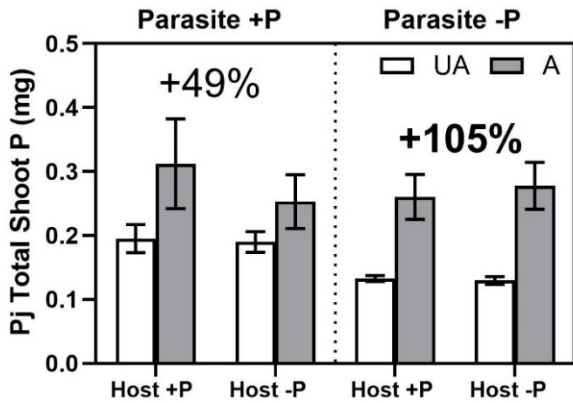 Parasite +P Parasite -P
Pj Total Shoot P (mg)
0.5
0.4
0.3
0.2
0.1
0.0
UA A
+49%
+105%
Host +P Host -P Host +P Host -P